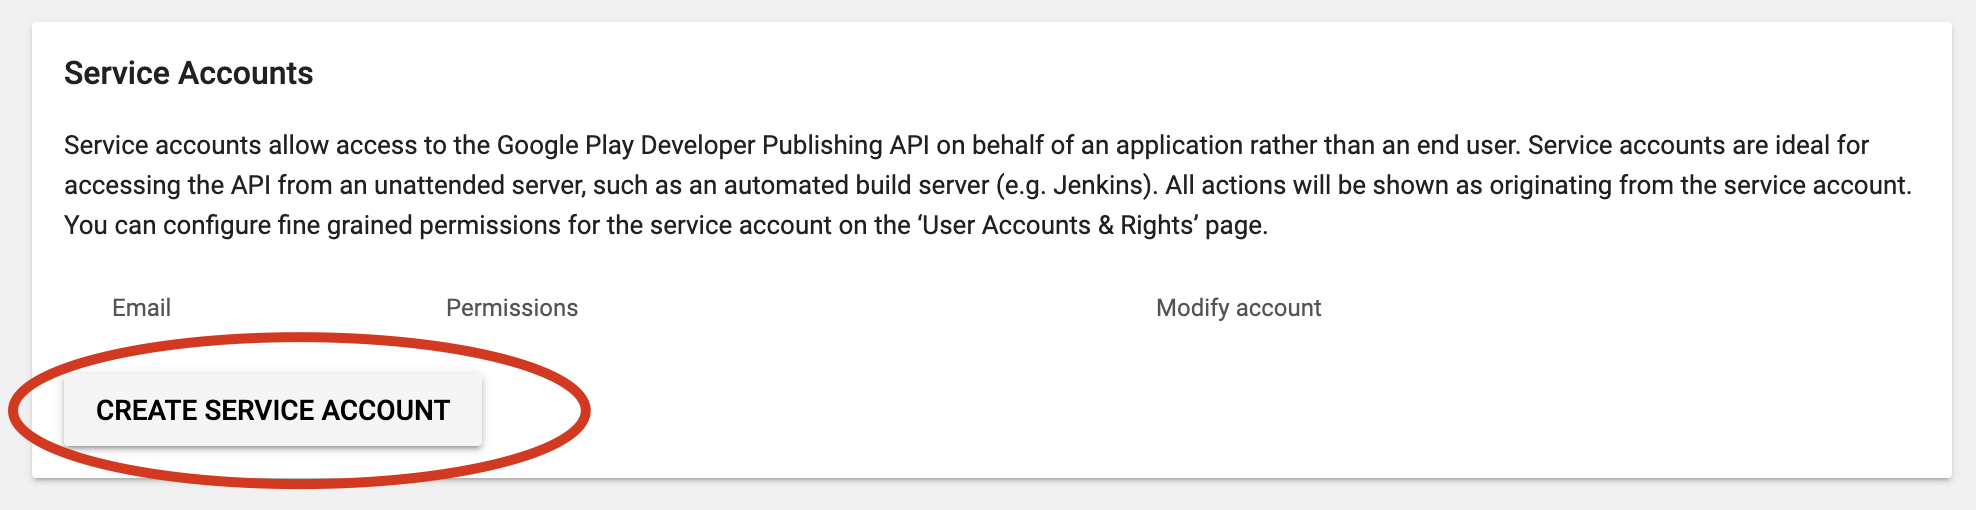 Service Accounts
Service accounts allow access to the Google Play Developer Publishing API on behalf of an application rather than an end user. Service accounts are ideal for
accessing the API from an unattended server, such as an automated build server (e.g. Jenkins). All actions will be shown as originating from the service account.
You can configure fine grained permissions for the service account on the ‘User Accounts & Rights’ page.
Email Permissions Modify account
CREATE SERVICE ACCOUNT